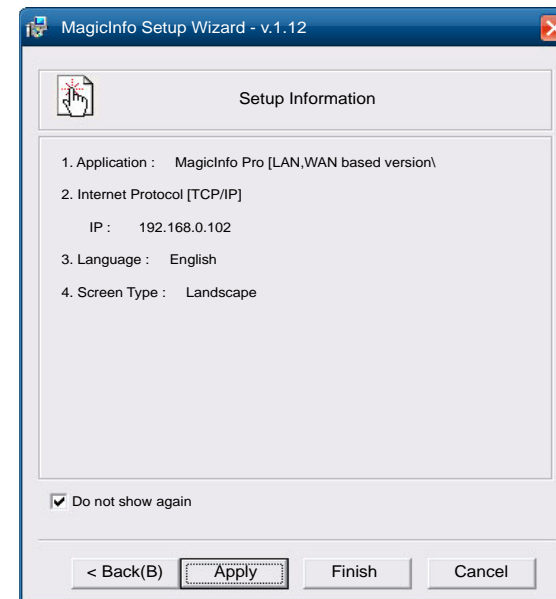 MagicInfo Setup Wizard - v.1.12
Setup Information
1. Application : MagicInfo Pro [LAN,WAN based version\
2. Internet Protocol [TCP/IP]
IP : 192.168.0.102
3. Language : English
4. Screen Type : Landscape
Do not show again
< Back(B) Apply Finish Cancel